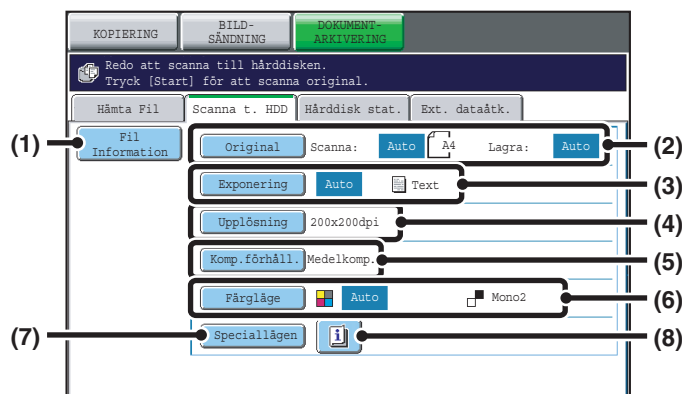 KOPIERING
BILD-
SÄNDNING
DOKUMENT-
ARKIVERING
Redo att scanna till hårddisken.
Tryck [Start] för att scanna original.
Hämta Fil
Scanna t. HDD
Hårddisk stat.
Ext. dataåtk.
(1)
Fil
Information
Original
Scanna:
Auto
A4
Lagra:
Auto
(2)
Exponering
Auto
Text
(3)
Upplösning
200x200dpi
(4)
Komp.förhåll.
Medelkomp.
(5)
Färgläge
Auto
Mono2
(6)
(7)
Speciallågen
i
(8)